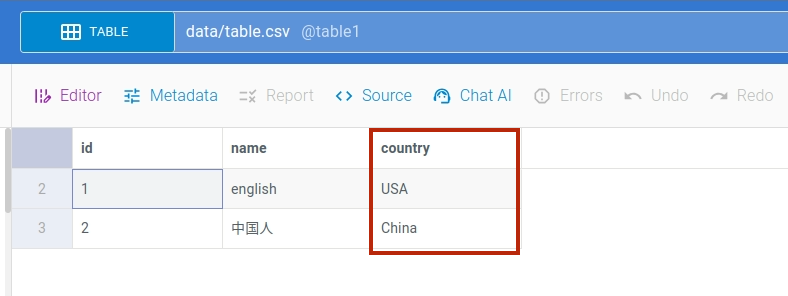 TABLE data/table.csv @table1
Editor Metadata Report Source Chat AI Errors Undo Redo
id name country
2 1 english USA
3 2 中国人 China